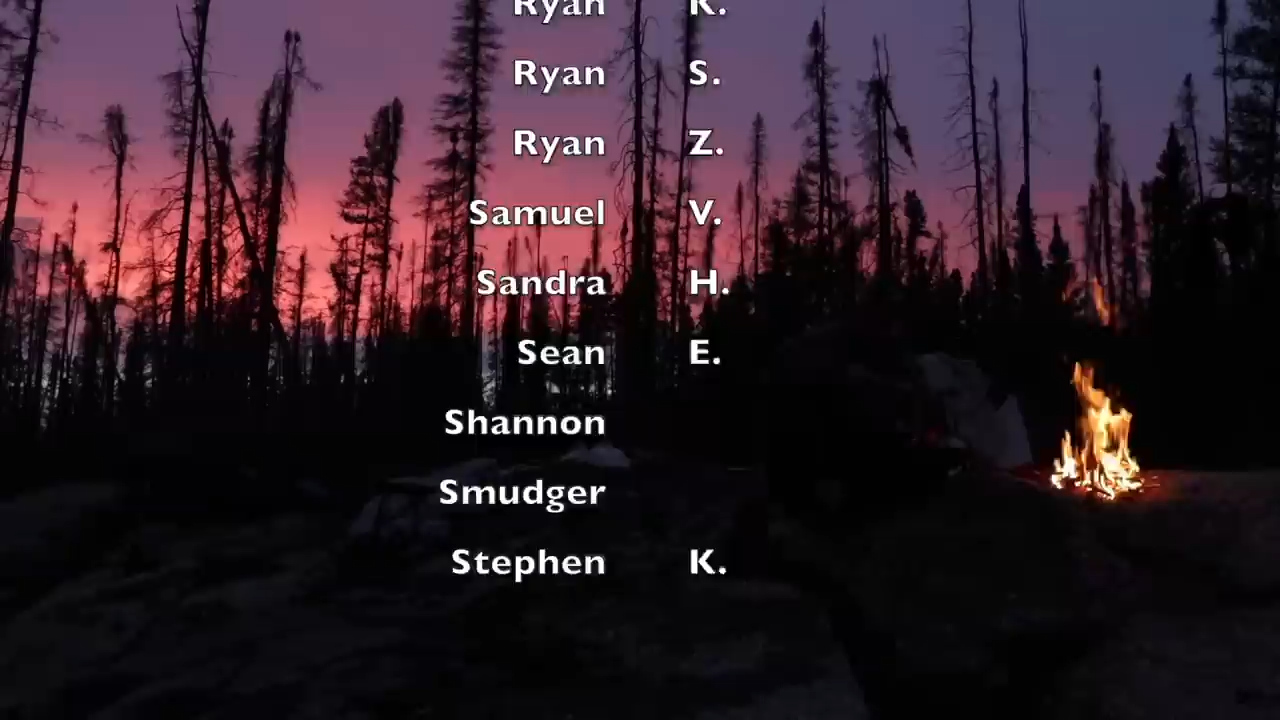 Ryan K.
Ryan S.
Ryan Z.
Samuel V.
Sandra H.
Sean E.
Shannon
Smudger
Stephen K.